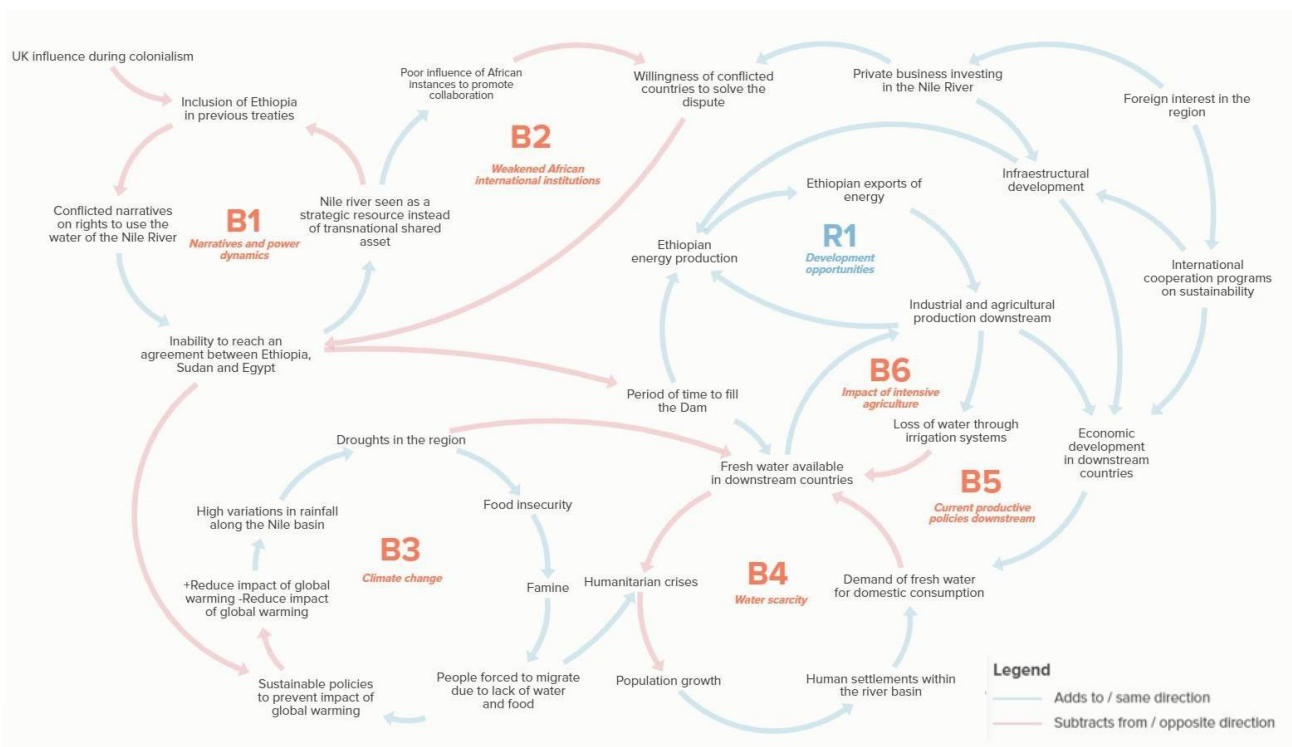 UK influence during colonialism
Inclusion of Ethiopia
in previous treaties
Poor influence of African
instances to promote
collaboration
Willingness of conflicted
countries to solve the
dispute
Private business investing
in the Nile River
Foreign interest in the
region
B2
Weakened African
international institutions
Infraestructural
development
Ethiopian exports of
energy
Conflicted narratives
on rights to use the
water of the Nile River
B1
Narratives and power
dynamics
Nile river seen as a
strategic resource instead
of transnational shared
asset
Ethiopian
energy production
R1
Development
opportunities
International
cooperation programs
on sustainability
Industrial and agricultural
production downstream
Inability to reach an
agreement between Ethiopia,
Sudan and Egypt
B6
Impact of intensive
agriculture
Period of time to fill
the Dam
Loss of water through
irrigation systems
Economic
development
in downstream
countries
Droughts in the region
Fresh water available
in downstream countries
B5
Current productive
policies downstream
High variations in rainfall
along the Nile basin
Food insecurity
B3
Climate change
+Reduce impact of global
warming -Reduce impact
of global warming
Famine
Humanitarian crises
B4
Water scarcity
Demand of fresh water
for domestic consumption
Sustainable policies
to prevent impact of
global warming
People forced to migrate
due to lack of water
and food
Population growth
Human settlements within
the river basin
Legend
Adds to / same direction
Subtracts from / opposite direction